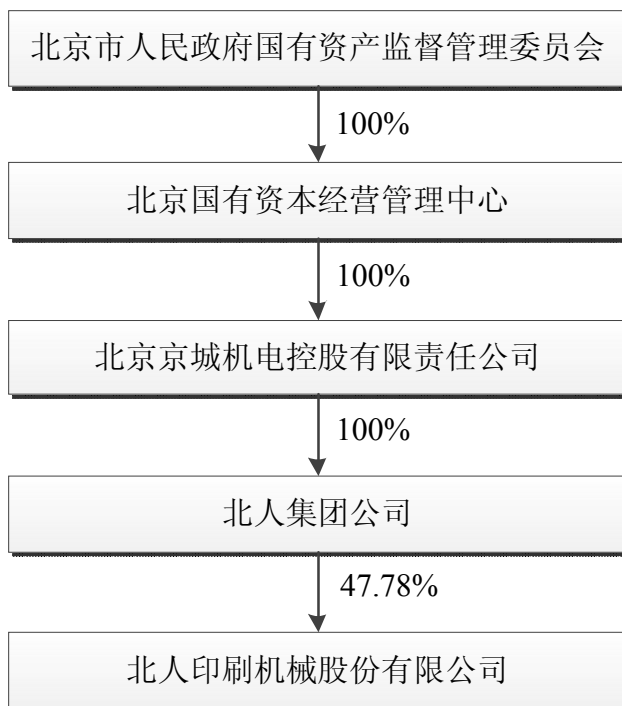 北京市人民政府国有资产监督管理委员会
100%
北京国有资本经营管理中心
100%
北京京城机电控股有限责任公司
100%
北人集团公司
47.78%
北人印刷机械股份有限公司